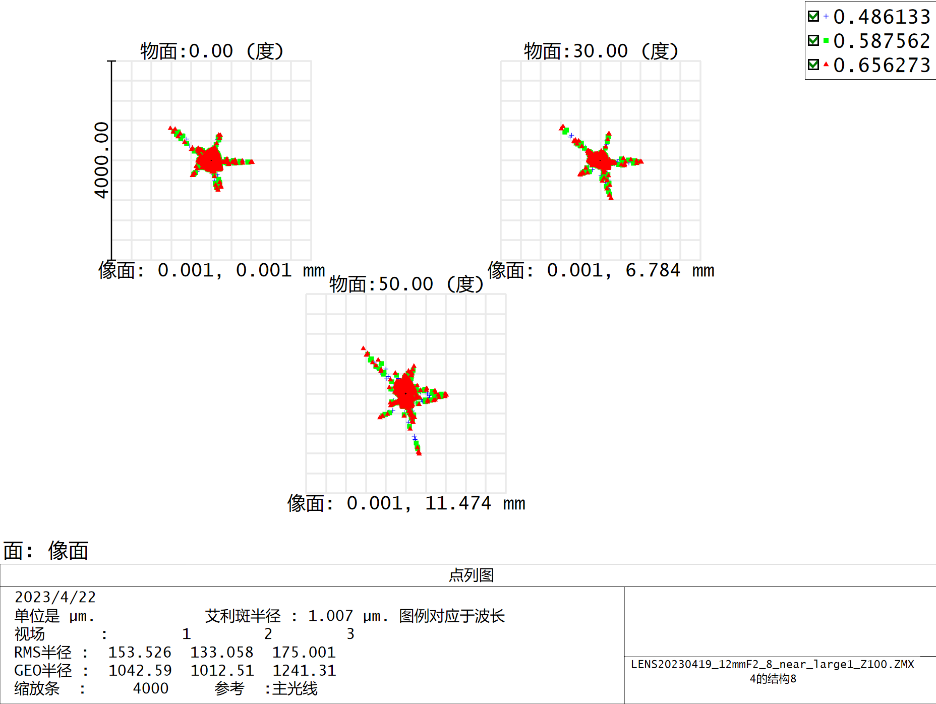 0.486133
0.587562
0.656273
物面:0.00 (度)
物面:30.00 (度)
4000.00
像面: 0.001, 0.001 mm
像面: 0.001, 6.784 mm
物面:50.00 (度)
像面: 0.001, 11.474 mm
面: 像面
点列图
2023/4/22
单位是 μm. 艾利斑半径 : 1.007 μm. 图例对应于波长
视场 : 1 2 3
RMS半径 : 153.526 133.058 175.001
GEO半径 : 1042.59 1012.51 1241.31
缩放条 : 4000 参考 :主光线
LENS20230419_12mmF2_8_near_large1_Z100.ZMX
4的结构8